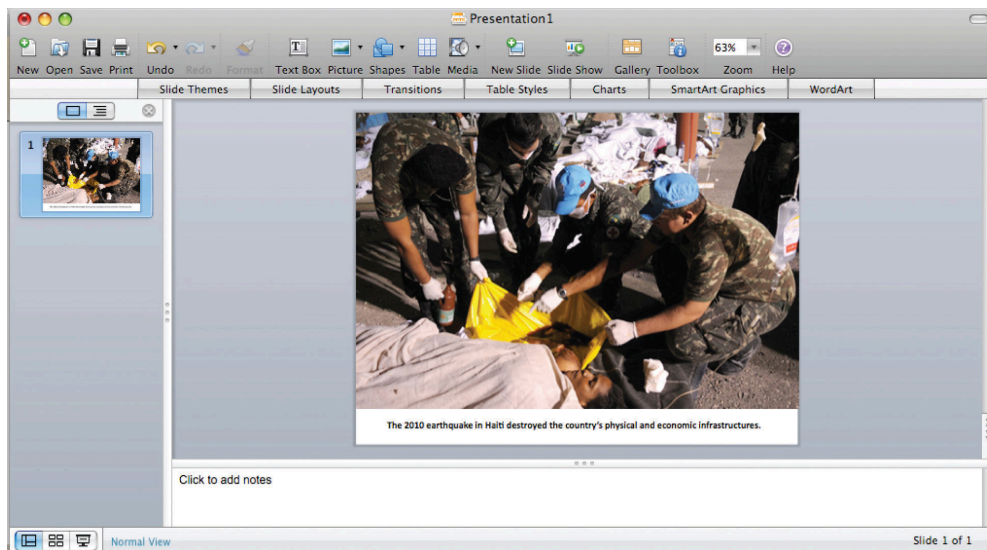 Presentation1
New Open Save Print Undo Redo Format Text Box Picture Shapes Table Media New Slide Slide Show Gallery Toolbox Zoom Help
63%
Slide Themes Slide Layouts Transitions Table Styles Charts SmartArt Graphics WordArt
1
The 2010 earthquake in Haiti destroyed the country's physical and economic infrastructures.
Click to add notes
Normal View
Slide 1 of 1